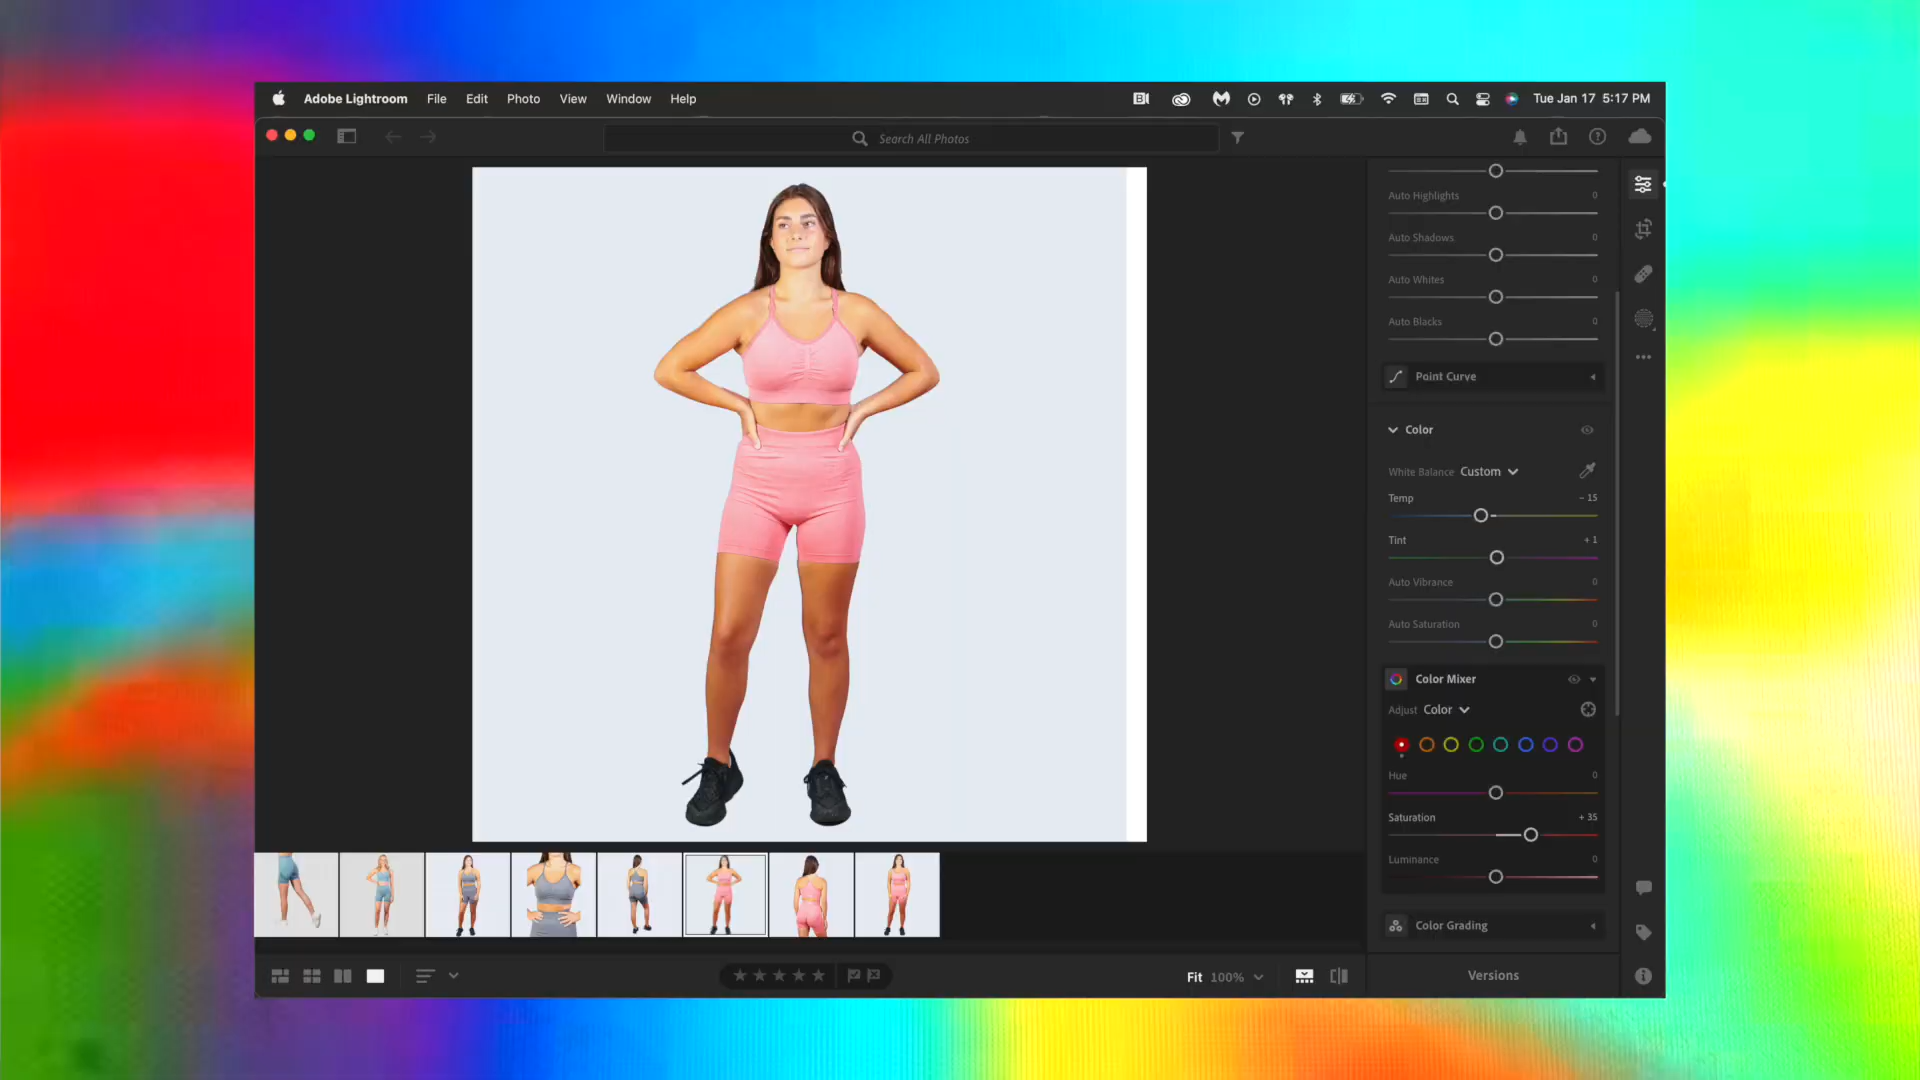 Adobe Lightroom File Edit Photo View Window Help Tue Jan 17 5:17 PM
Search All Photos
Auto Highlights 0
Auto Shadows 0
Auto Whites 0
Auto Blacks 0
Point Curve
Color
White Balance Custom
Temp - 15
Tint + 1
Auto Vibrance 0
Auto Saturation 0
Color Mixer
Adjust Color
Hue 0
Saturation + 35
Luminance 0
Color Grading
Fit 100% Versions